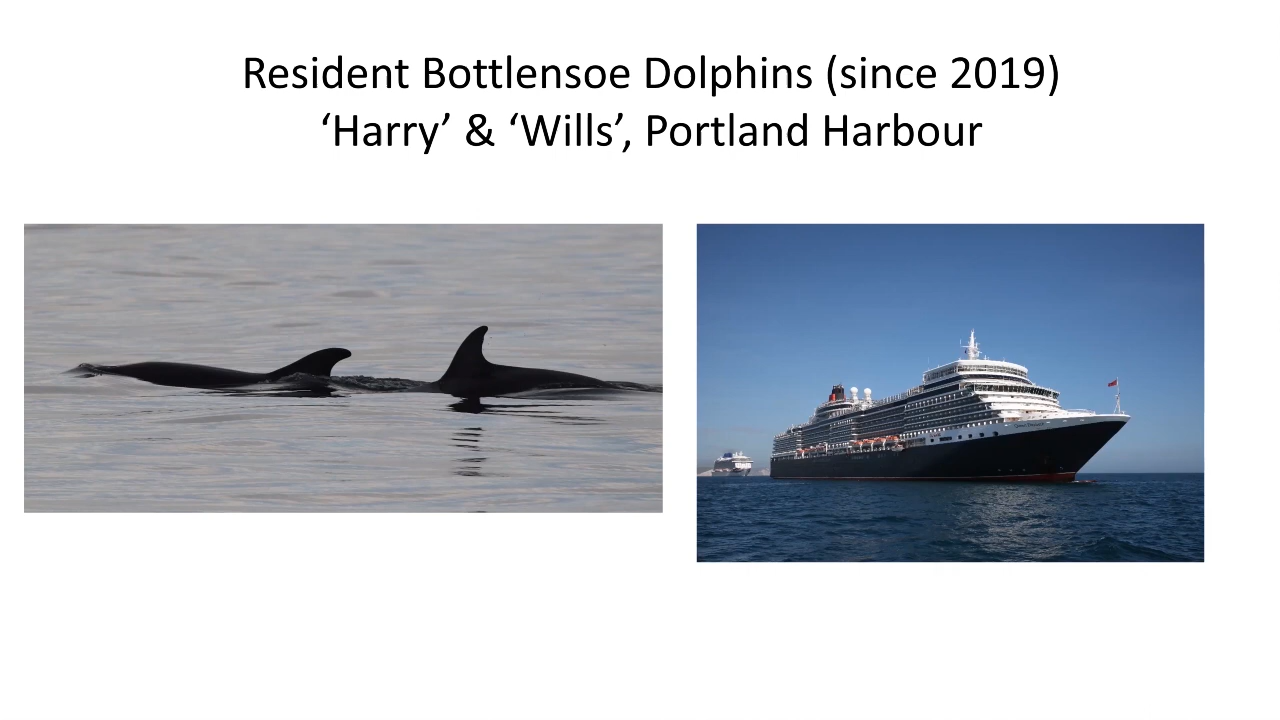 Resident Bottlensoe Dolphins (since 2019)
‘Harry’ & ‘Wills’, Portland Harbour